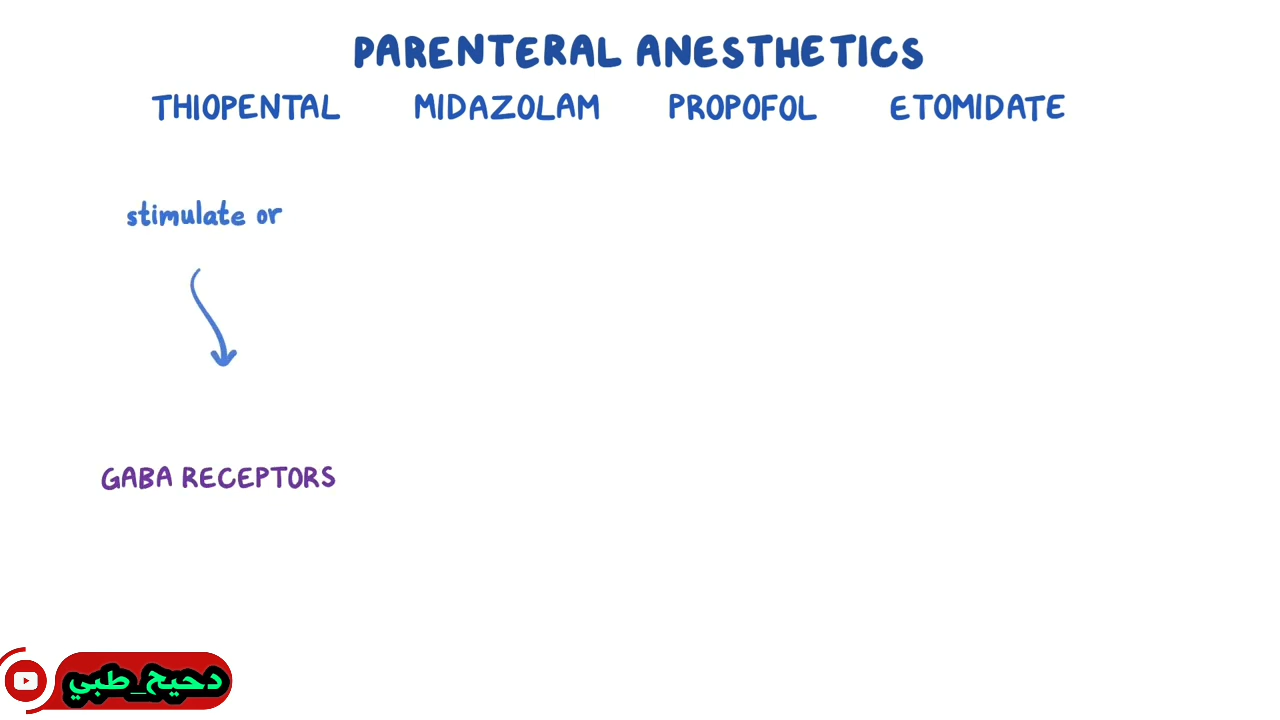 PARENTERAL ANESTHETICS
THIOPENTAL MIDAZOLAM PROPOFOL ETOMIDATE
stimulate or
GABA RECEPTORS
دحيح_طبي